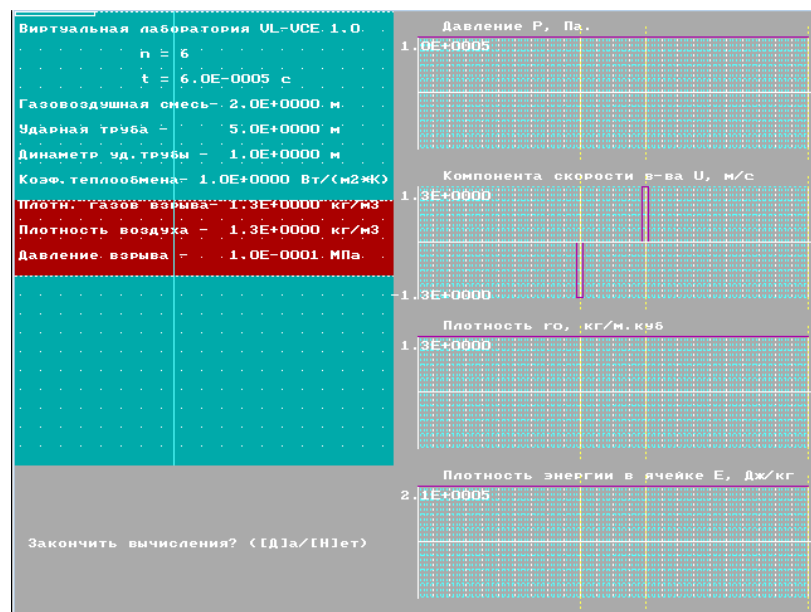 Виртуальная лаборатория VL-VCE 1.0
n = 6
t = 6.0E-0005 с
Газовоздушная смесь- 2.0E+0000 м
Ударная труба - 5.0E+0000 м
Динаметр уд.трубы - 1.0E+0000 м
Коэф.теплообмена- 1.0E+0000 Вт/(м2*К)
Плотн. газов взрыва- 1.3E+0000 кг/м3
Плотность воздуха - 1.3E+0000 кг/м3
Давление взрыва - 1.0E-0001 МПа
Закончить вычисления? ([Д]а/[Н]ет)
Давление P, Па.
1.0E+0005
Компонента скорости в-ва U, м/с
1.3E+0000
-1.3E+0000
Плотность ro, кг/м.куб
1.3E+0000
Плотность энергии в ячейке E, Дж/кг
2.1E+0005